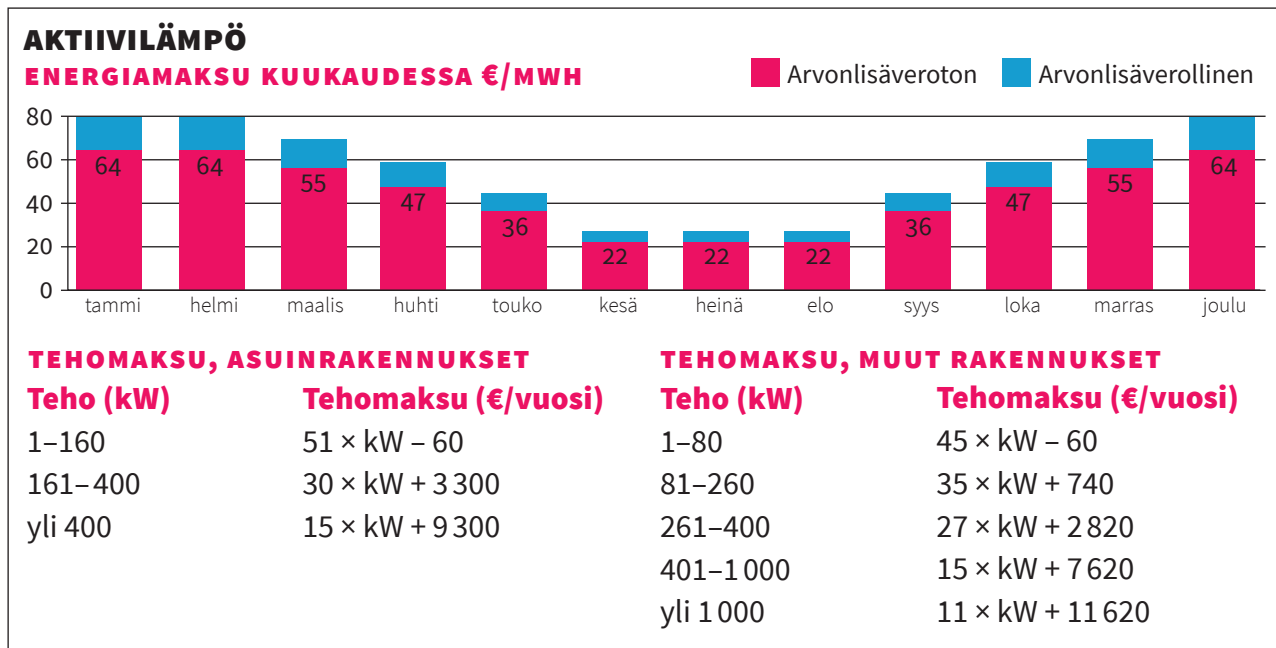 AKTIIVILÄMPÖ
ENERGIAMAKSU KUUKAUDESSA €/MWH
Arvonlisäveroton Arvonlisäverollinen
80
60
40
20
0
64 64 55 47 36 22 22 22 36 47 55 64
tammi helmi maalis huhti touko kesä heinä elo syys loka marras joulu
TEHOMAKSU, ASUINRAKENNUKSET
Teho (kW) Tehomaksu (€/vuosi)
1–160 51 × kW – 60
161–400 30 × kW + 3 300
yli 400 15 × kW + 9 300
TEHOMAKSU, MUUT RAKENNUKSET
Teho (kW) Tehomaksu (€/vuosi)
1–80 45 × kW – 60
81–260 35 × kW + 740
261–400 27 × kW + 2 820
401–1 000 15 × kW + 7 620
yli 1 000 11 × kW + 11 620